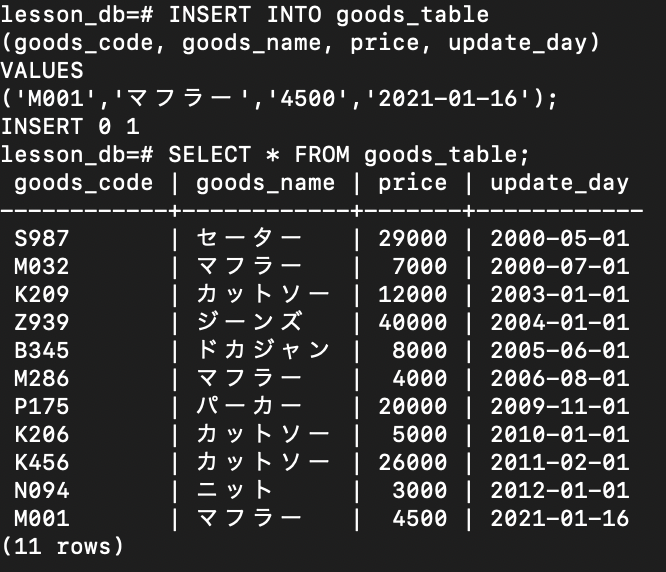 lesson_db=# INSERT INTO goods_table
(goods_code, goods_name, price, update_day)
VALUES
('M001','マフラー','4500','2021-01-16');
INSERT 0 1
lesson_db=# SELECT * FROM goods_table;
 goods_code | goods_name | price | update_day
------------+------------+-------+------------
 S987       | セーター   | 29000 | 2000-05-01
 M032       | マフラー   |  7000 | 2000-07-01
 K209       | カットソー | 12000 | 2003-01-01
 Z939       | ジーンズ   | 40000 | 2004-01-01
 B345       | ドカジャン |  8000 | 2005-06-01
 M286       | マフラー   |  4000 | 2006-08-01
 P175       | パーカー   | 20000 | 2009-11-01
 K206       | カットソー |  5000 | 2010-01-01
 K456       | カットソー | 26000 | 2011-02-01
 N094       | ニット     |  3000 | 2012-01-01
 M001       | マフラー   |  4500 | 2021-01-16
(11 rows)